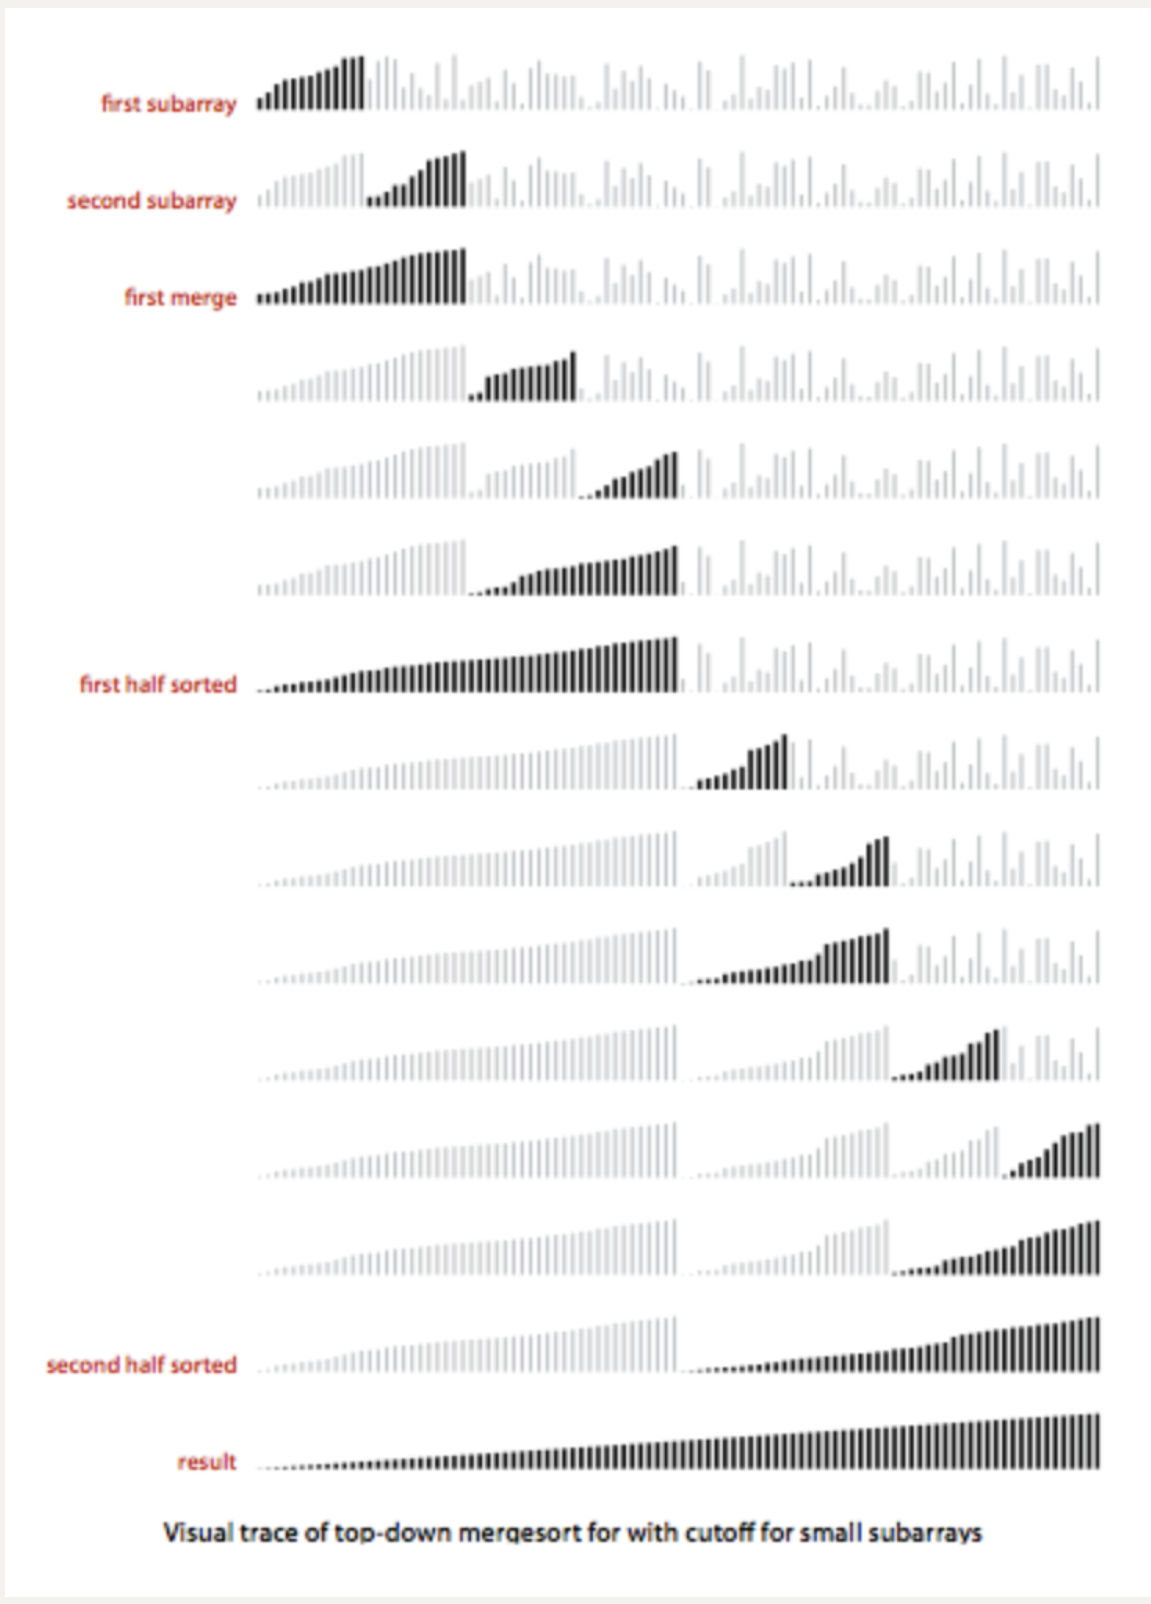 first subarray
second subarray
first merge
first half sorted
second half sorted
result
Visual trace of top-down mergesort for with cutoff for small subarrays